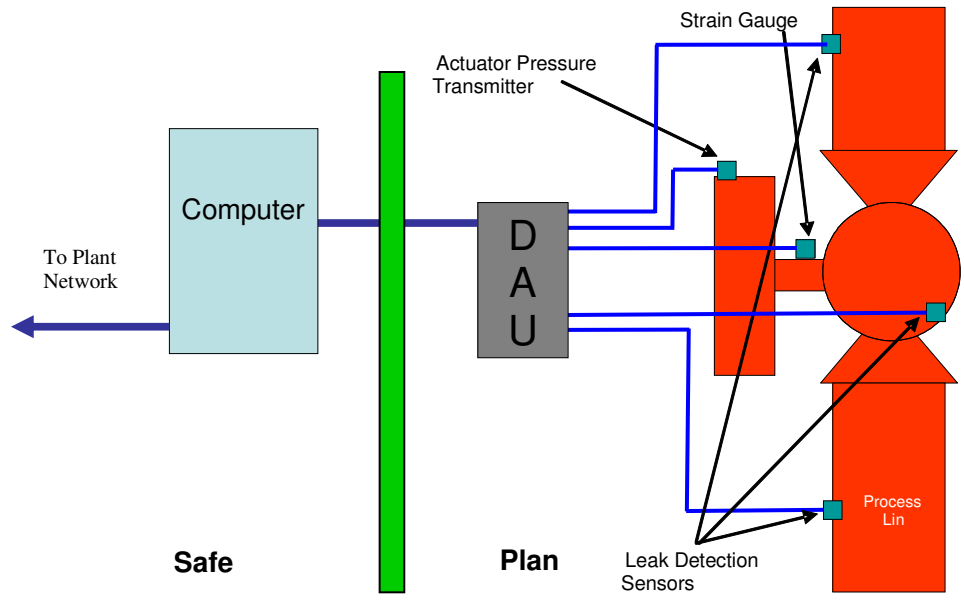 Strain Gauge
Actuator Pressure
Transmitter
Computer
D
A
U
To Plant
Network
Process
Lin
Safe
Plan
Leak Detection
Sensors